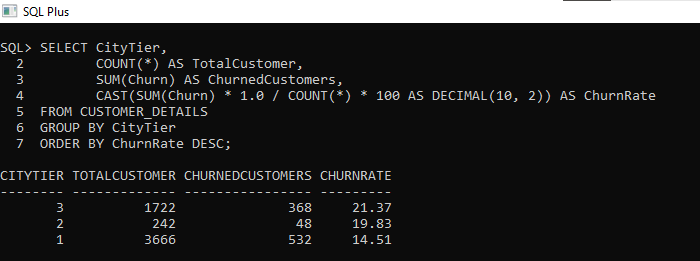 SQL Plus
SQL> SELECT CityTier,
2 COUNT(*) AS TotalCustomer,
3 SUM(Churn) AS ChurnedCustomers,
4 CAST(SUM(Churn) * 1.0 / COUNT(*) * 100 AS DECIMAL(10, 2)) AS ChurnRate
5 FROM CUSTOMER_DETAILS
6 GROUP BY CityTier
7 ORDER BY ChurnRate DESC;
CITYTIER TOTALCUSTOMER CHURNEDCUSTOMERS CHURNRATE
-------- ------------- ---------------- ---------
3 1722 368 21.37
2 242 48 19.83
1 3666 532 14.51